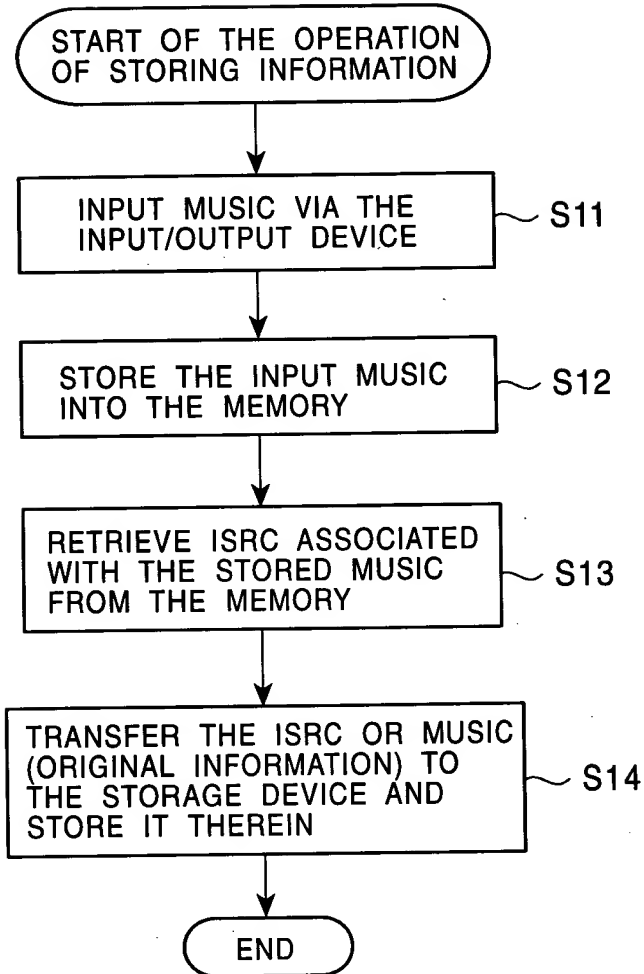 START OF THE OPERATION
OF STORING INFORMATION
INPUT MUSIC VIA THE
INPUT/OUTPUT DEVICE
S11
STORE THE INPUT MUSIC
INTO THE MEMORY
S12
RETRIEVE ISRC ASSOCIATED
WITH THE STORED MUSIC
FROM THE MEMORY
S13
TRANSFER THE ISRC OR MUSIC
(ORIGINAL INFORMATION) TO
THE STORAGE DEVICE AND
STORE IT THEREIN
S14
END